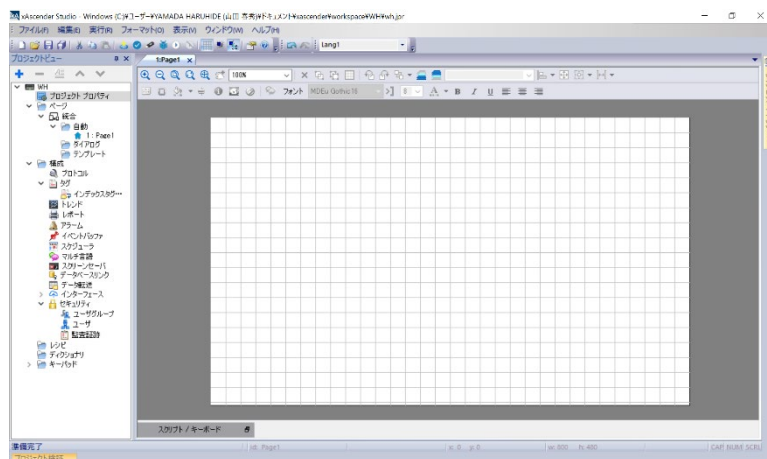 xAscender Studio - Windows (C:¥ユーザー¥YAMADA HARUHIDE (山田 春秀)¥ドキュメント¥xascender¥workspace¥WH¥wh.jor
ファイル(F) 編集(E) 実行(R) フォーマット(O) 表示(V) ウィンドウ(W) ヘルプ(H)
Lang1
プロジェクトビュー
1:Page1 x
100%
WH
プロジェクト プロパティ
フォント MDEu Gothic 16
B I U
ページ
統合
自動
1 : Page1
ダイアログ
テンプレート
構成
プロトコル
タグ
インデックスタグ…
トレンド
レポート
アラーム
イベントバッファ
スケジューラ
マルチ言語
スクリーンセーバ
データベースリンク
データ転送
インターフェース
セキュリティ
ユーザグループ
ユーザ
監査証跡
レシピ
ディクショナリ
キーパッド
スクリプト / キーボード
準備完了
id: Page1
x: 0 y: 0
w: 800 h: 480
CAP NUM SCRL